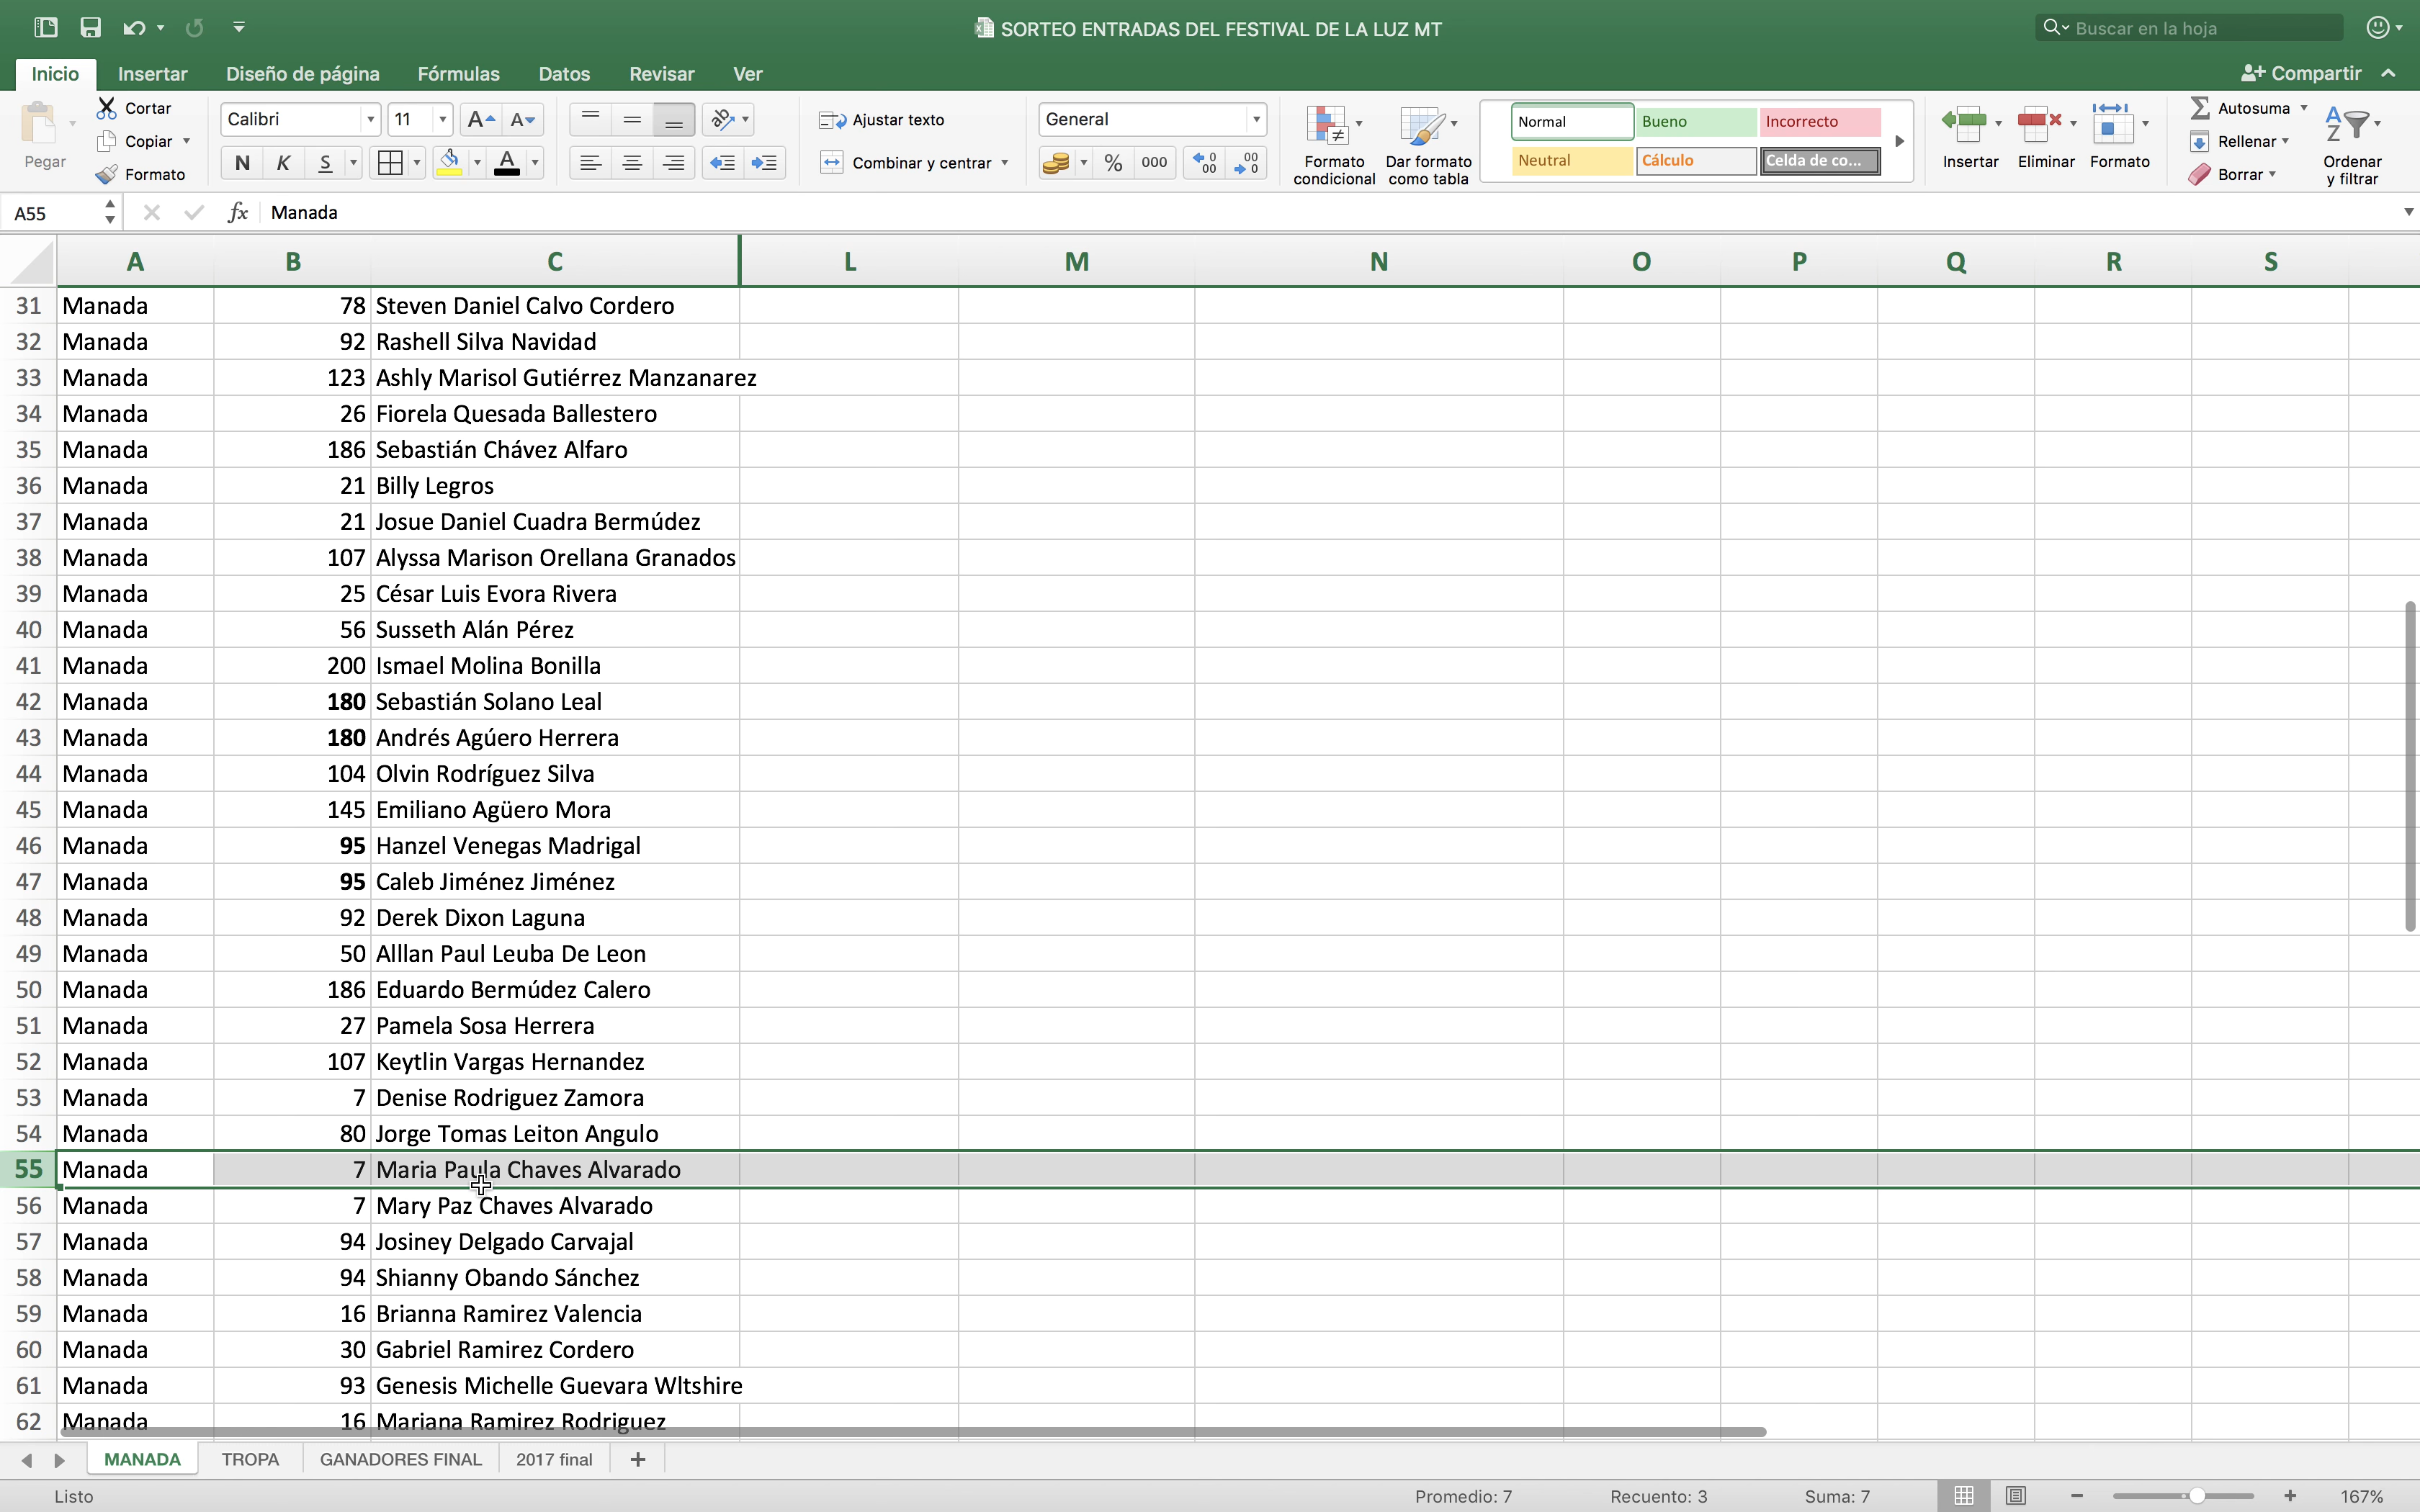 SORTEO ENTRADAS DEL FESTIVAL DE LA LUZ MT
Buscar en la hoja
Inicio Insertar Diseño de página Fórmulas Datos Revisar Ver Compartir
Pegar
Cortar
Copiar
Formato
Calibri 11
N K S
Ajustar texto
Combinar y centrar
General
% 000
Formato condicional
Dar formato como tabla
Normal Bueno Incorrecto
Neutral Cálculo Celda de co...
Insertar Eliminar Formato
Autosuma
Rellenar
Borrar
Ordenar y filtrar
A55 fx Manada
A B C L M N O P Q R S
31 Manada 78 Steven Daniel Calvo Cordero
32 Manada 92 Rashell Silva Navidad
33 Manada 123 Ashly Marisol Gutiérrez Manzanarez
34 Manada 26 Fiorela Quesada Ballestero
35 Manada 186 Sebastián Chávez Alfaro
36 Manada 21 Billy Legros
37 Manada 21 Josue Daniel Cuadra Bermúdez
38 Manada 107 Alyssa Marison Orellana Granados
39 Manada 25 César Luis Evora Rivera
40 Manada 56 Susseth Alán Pérez
41 Manada 200 Ismael Molina Bonilla
42 Manada 180 Sebastián Solano Leal
43 Manada 180 Andrés Agúero Herrera
44 Manada 104 Olvin Rodríguez Silva
45 Manada 145 Emiliano Agüero Mora
46 Manada 95 Hanzel Venegas Madrigal
47 Manada 95 Caleb Jiménez Jiménez
48 Manada 92 Derek Dixon Laguna
49 Manada 50 Alllan Paul Leuba De Leon
50 Manada 186 Eduardo Bermúdez Calero
51 Manada 27 Pamela Sosa Herrera
52 Manada 107 Keytlin Vargas Hernandez
53 Manada 7 Denise Rodriguez Zamora
54 Manada 80 Jorge Tomas Leiton Angulo
55 Manada 7 Maria Paula Chaves Alvarado
56 Manada 7 Mary Paz Chaves Alvarado
57 Manada 94 Josiney Delgado Carvajal
58 Manada 94 Shianny Obando Sánchez
59 Manada 16 Brianna Ramirez Valencia
60 Manada 30 Gabriel Ramirez Cordero
61 Manada 93 Genesis Michelle Guevara Wltshire
62 Manada 16 Mariana Ramirez Rodriguez
MANADA TROPA GANADORES FINAL 2017 final +
Listo Promedio: 7 Recuento: 3 Suma: 7 167%